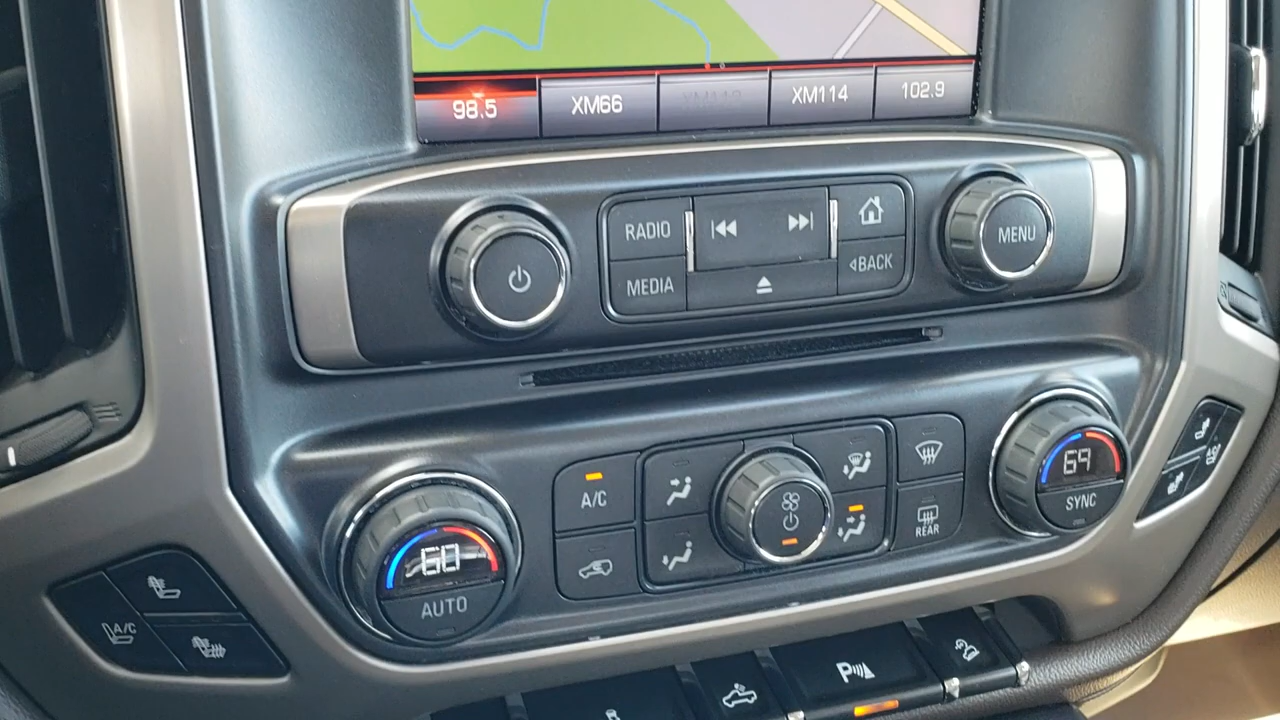 98.5
XM66
XM114
102.9
RADIO
MEDIA
BACK
MENU
A/C
60
AUTO
REAR
69
SYNC
A/C
P